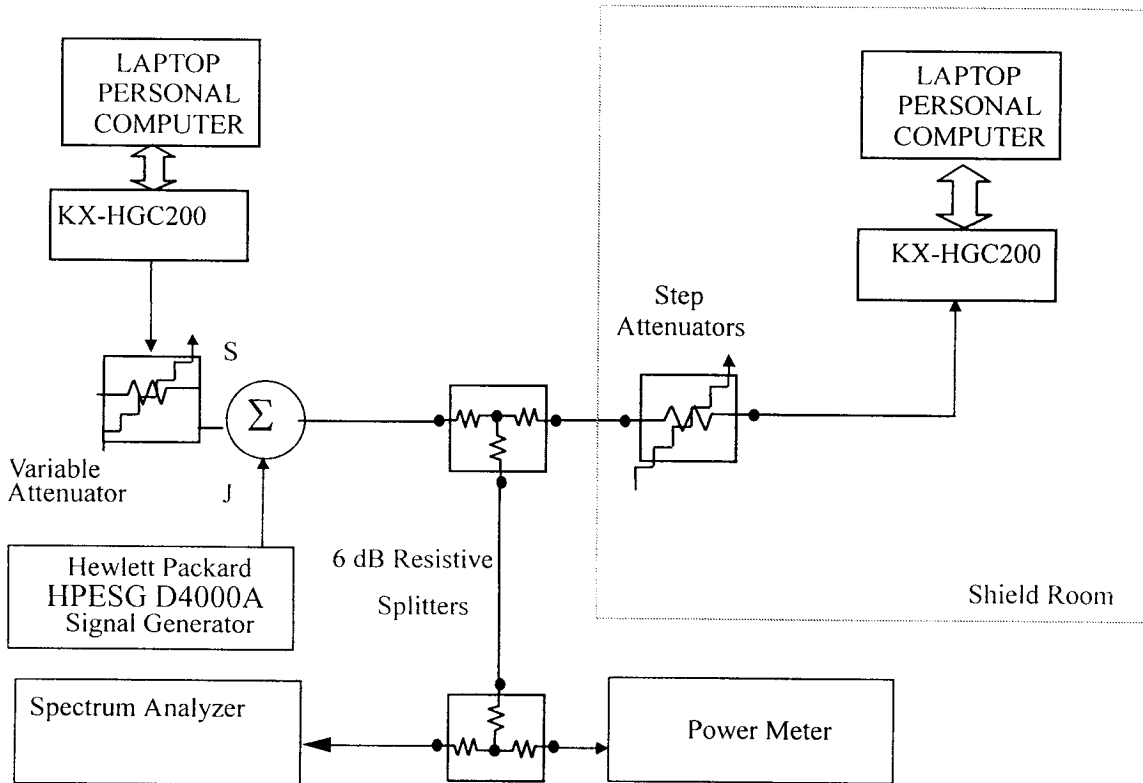 LAPTOP
PERSONAL
COMPUTER
KX-HGC200
S
Σ
Variable
Attenuator
J
Hewlett Packard
HPESG D4000A
Signal Generator
6 dB Resistive
Splitters
Spectrum Analyzer
Power Meter
LAPTOP
PERSONAL
COMPUTER
KX-HGC200
Step
Attenuators
Shield Room